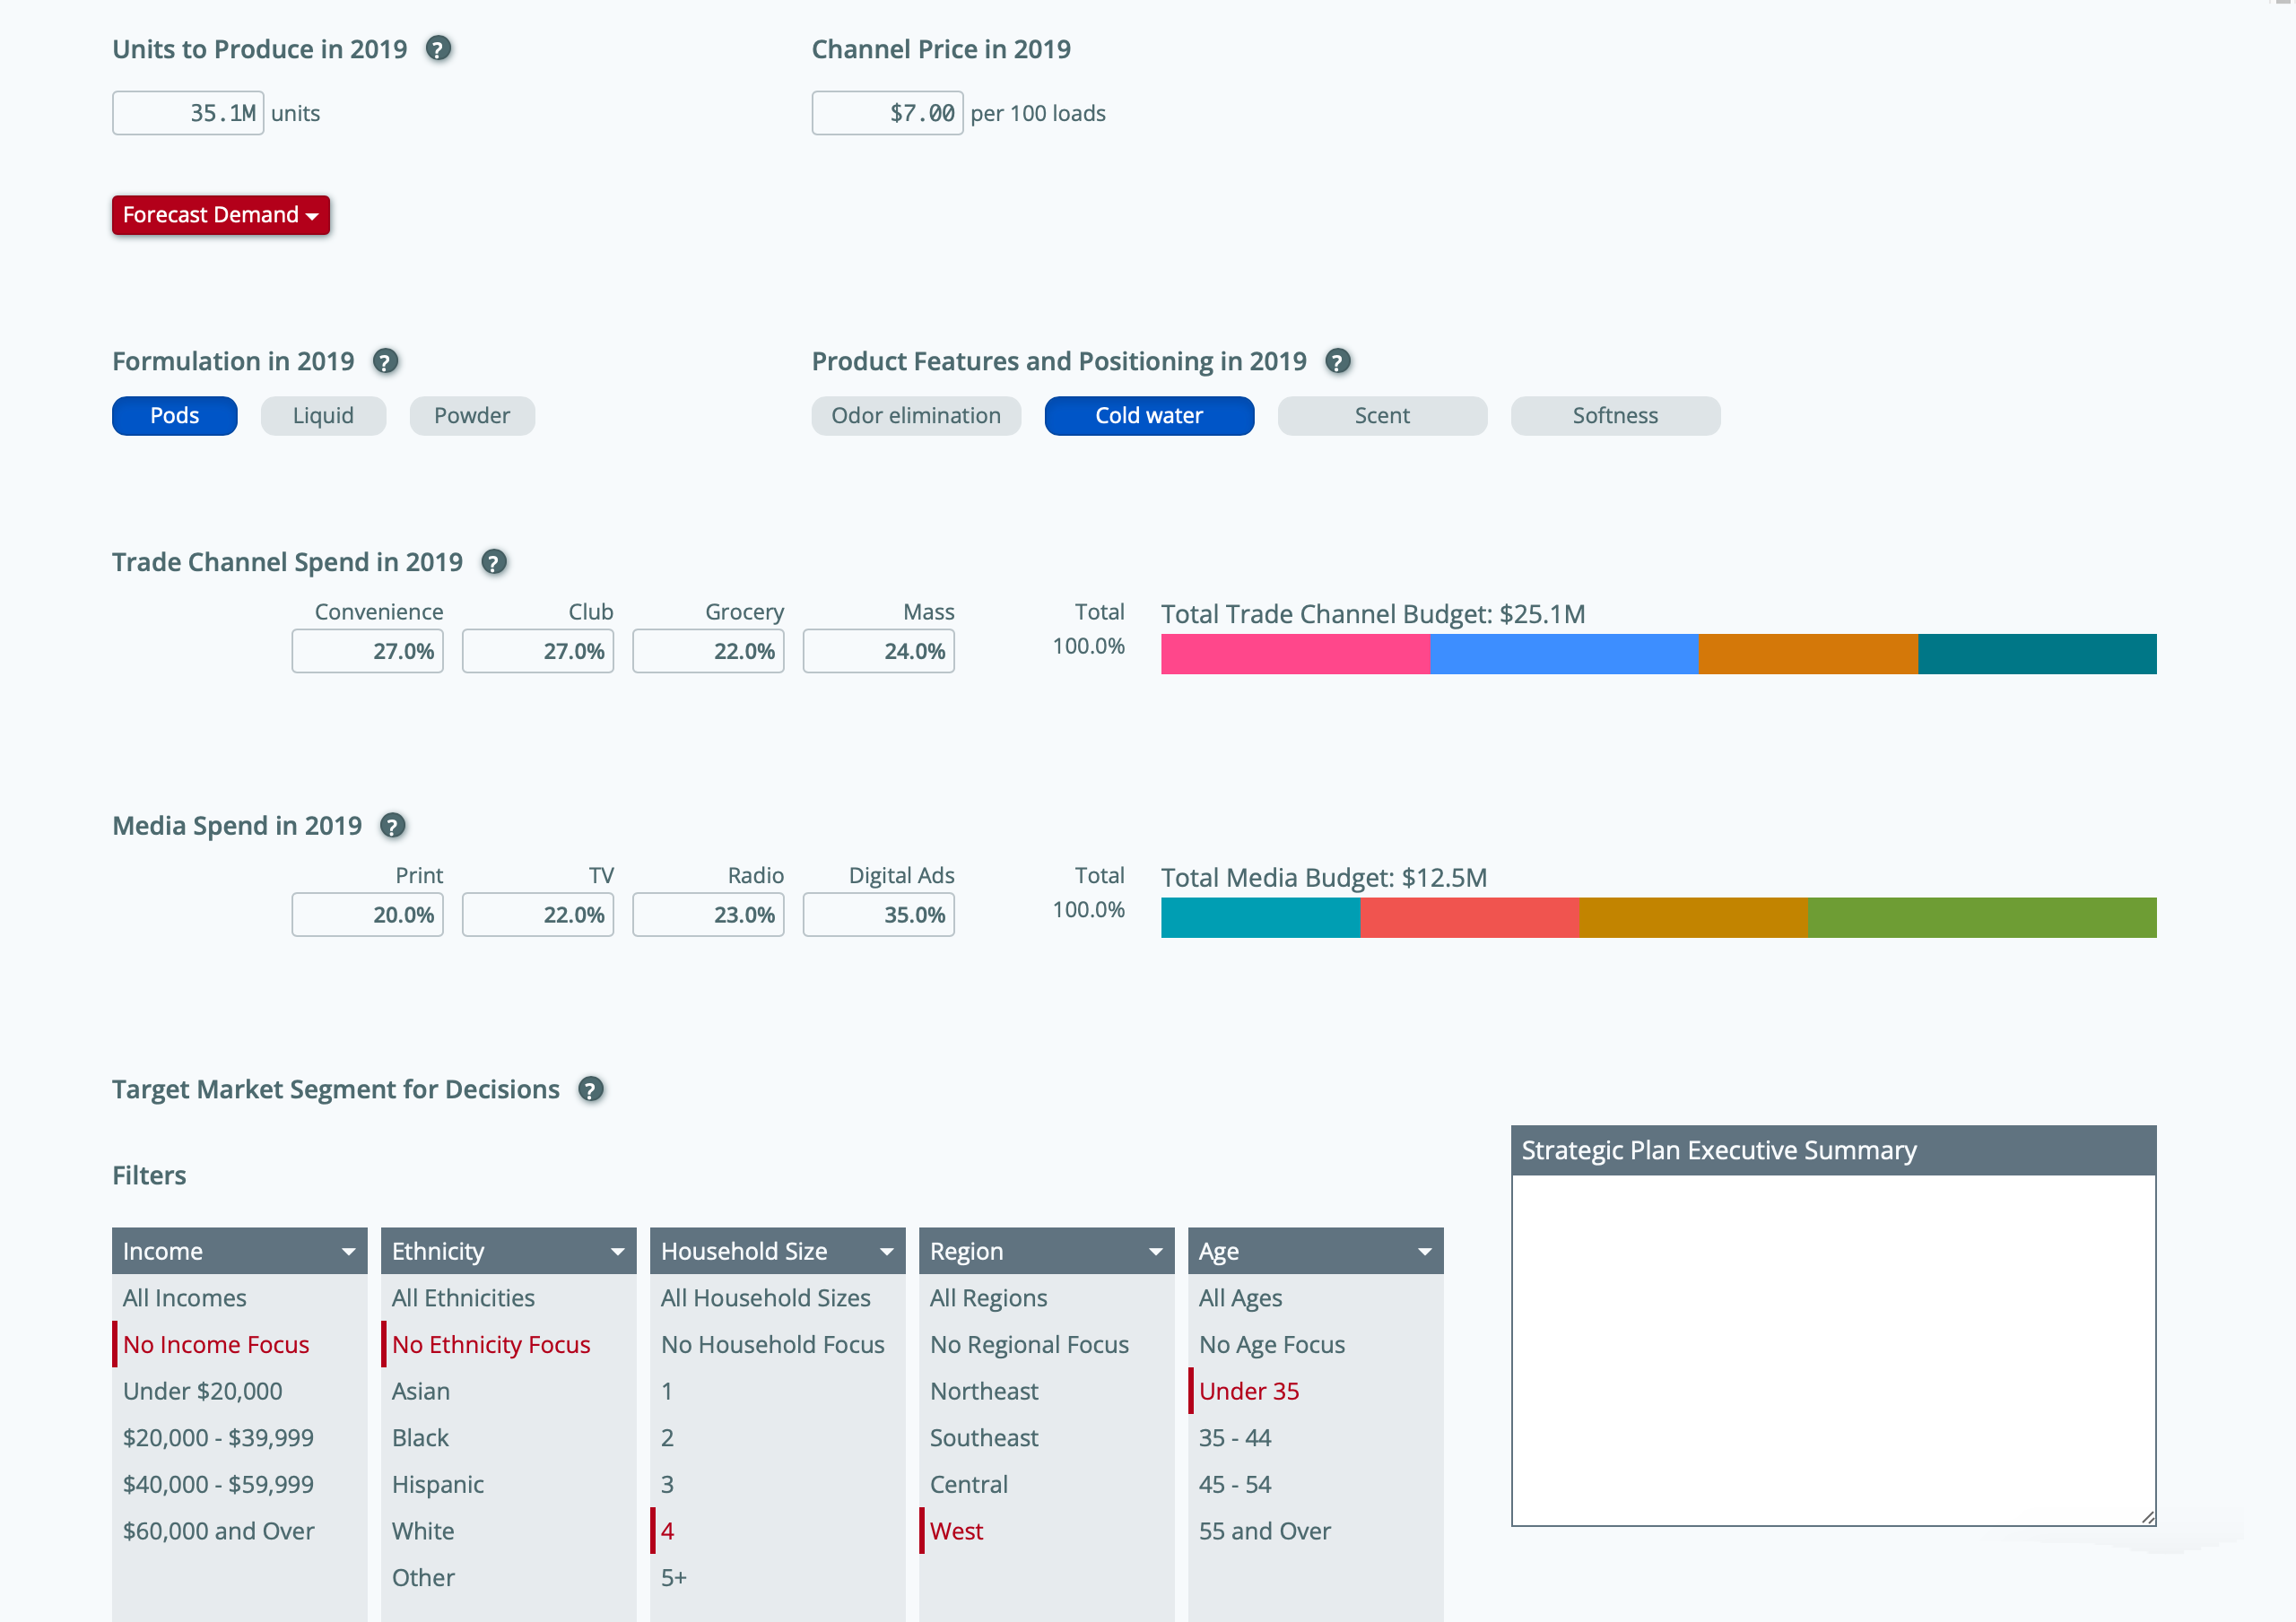 Units to Produce in 2019 ?
Channel Price in 2019
35.1M units
$7.00 per 100 loads
Forecast Demand
Formulation in 2019 ?
Product Features and Positioning in 2019 ?
Pods Liquid Powder
Odor elimination Cold water Scent Softness
Trade Channel Spend in 2019 ?
Convenience Club Grocery Mass Total
27.0% 27.0% 22.0% 24.0% 100.0%
Total Trade Channel Budget: $25.1M
Media Spend in 2019 ?
Print TV Radio Digital Ads Total
20.0% 22.0% 23.0% 35.0% 100.0%
Total Media Budget: $12.5M
Target Market Segment for Decisions ?
Filters
Strategic Plan Executive Summary
Income Ethnicity Household Size Region Age
All Incomes All Ethnicities All Household Sizes All Regions All Ages
No Income Focus No Ethnicity Focus No Household Focus No Regional Focus No Age Focus
Under $20,000 Asian 1 Northeast Under 35
$20,000 - $39,999 Black 2 Southeast 35 - 44
$40,000 - $59,999 Hispanic 3 Central 45 - 54
$60,000 and Over White 4 West 55 and Over
Other 5+